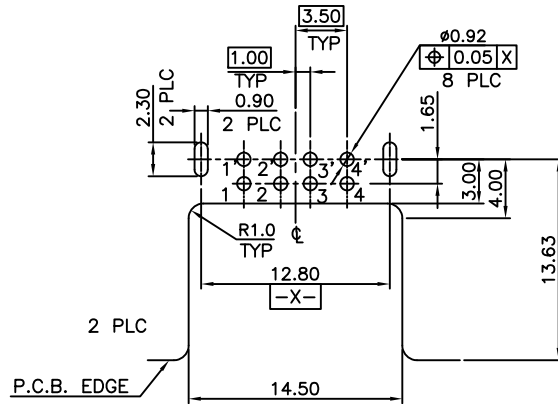 3.50
TYP
ø0.92
⌖ 0.05 X
8 PLC
1.00
TYP
2.30
2 PLC
0.90
2 PLC
1.65
1' 2' 3' 4'
1 2 3 4
3.00
4.00
13.63
R1.0
TYP
℄
12.80
-X-
2 PLC
P.C.B. EDGE
14.50